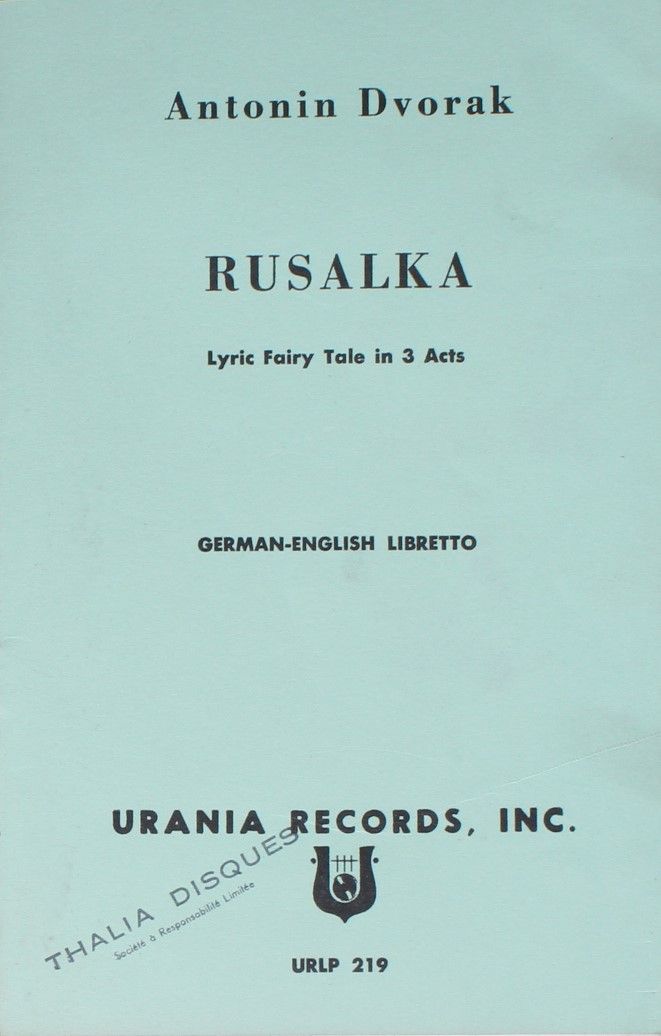 Antonin Dvorak
RUSALKA
Lyric Fairy Tale in 3 Acts
GERMAN-ENGLISH LIBRETTO
URANIA RECORDS, INC.
THALIA DISQUES
Société à Responsabilité Limitée
URLP 219